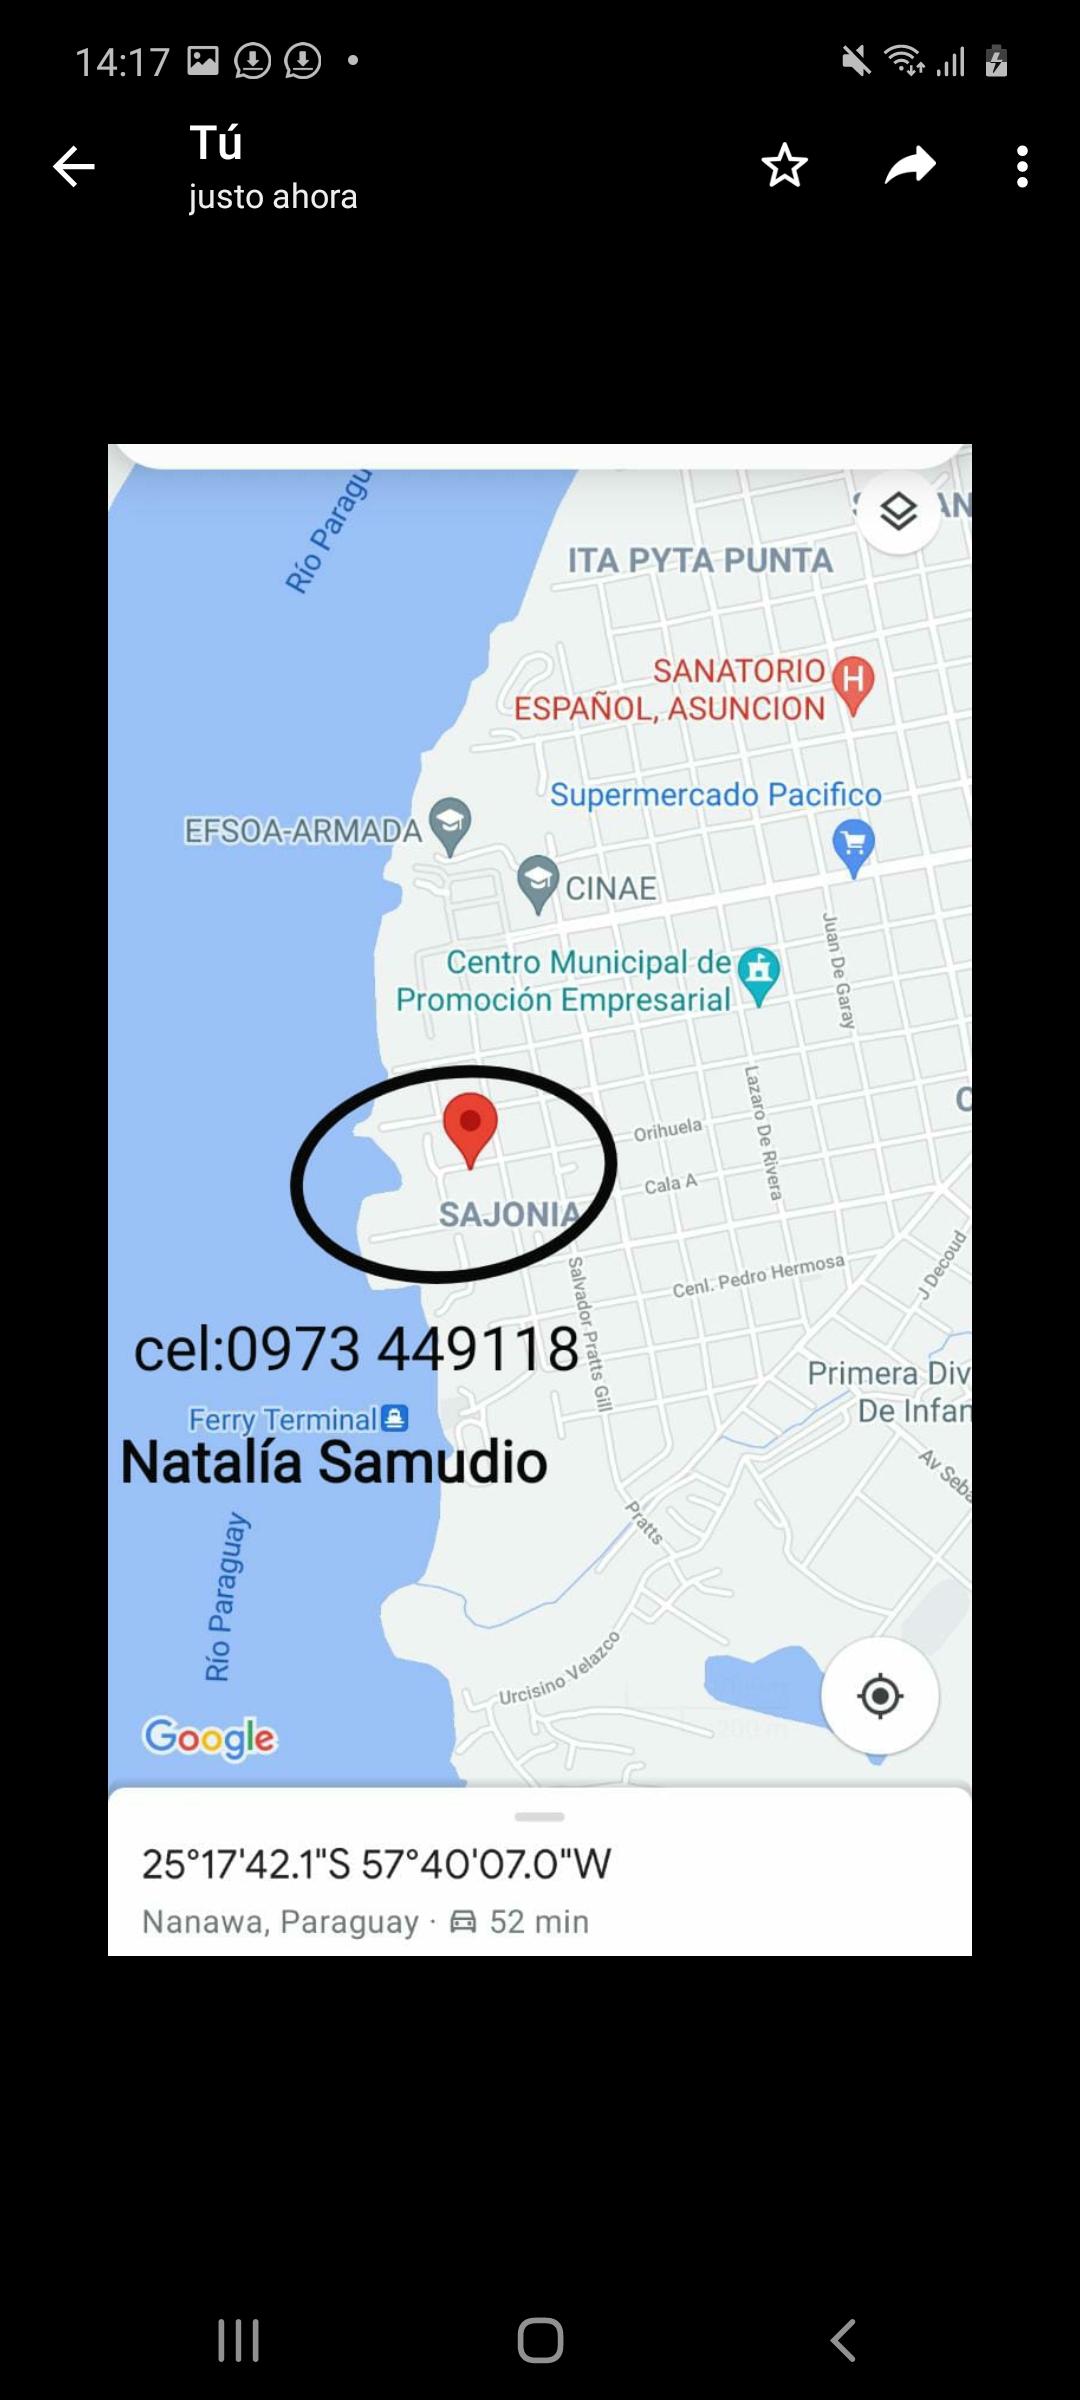 14:17
Tú
justo ahora
Río Paragu
ITA PYTA PUNTA
SANATORIO
ESPAÑOL, ASUNCION
Supermercado Pacifico
EFSOA-ARMADA
CINAE
Juan De Garay
Centro Municipal de
Promoción Empresarial
Lazaro De Rivera
Orihuela
Cala A
SAJONIA
Salvador Pratts Gill
Cenl. Pedro Hermosa
J Decoud
cel:0973 449118
Primera Div
De Infan
Ferry Terminal
Natalía Samudio
Av Seba
Pratts
Río Paraguay
Urcisino Velazco
Google
25°17'42.1"S 57°40'07.0"W
Nanawa, Paraguay · 52 min